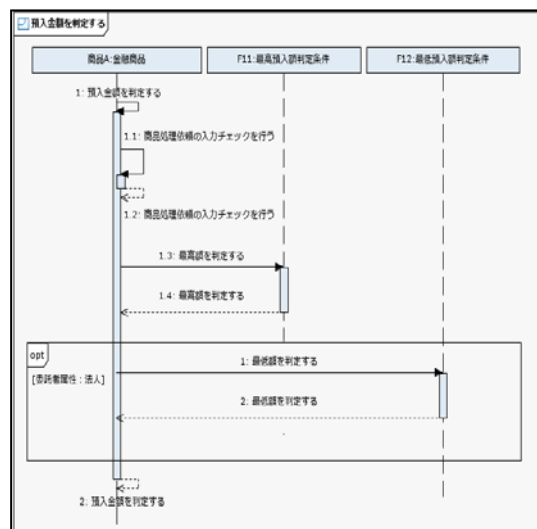 預入金額を判定する
商品A:金融商品
F11:最高預入額判定条件
F12:最低預入額判定条件
1: 預入金額を判定する
1.1: 商品処理依頼の入力チェックを行う
1.2: 商品処理依頼の入力チェックを行う
1.3: 最高額を判定する
1.4: 最高額を判定する
opt
[委託者属性：法人]
1: 最低額を判定する
2: 最低額を判定する
2: 預入金額を判定する